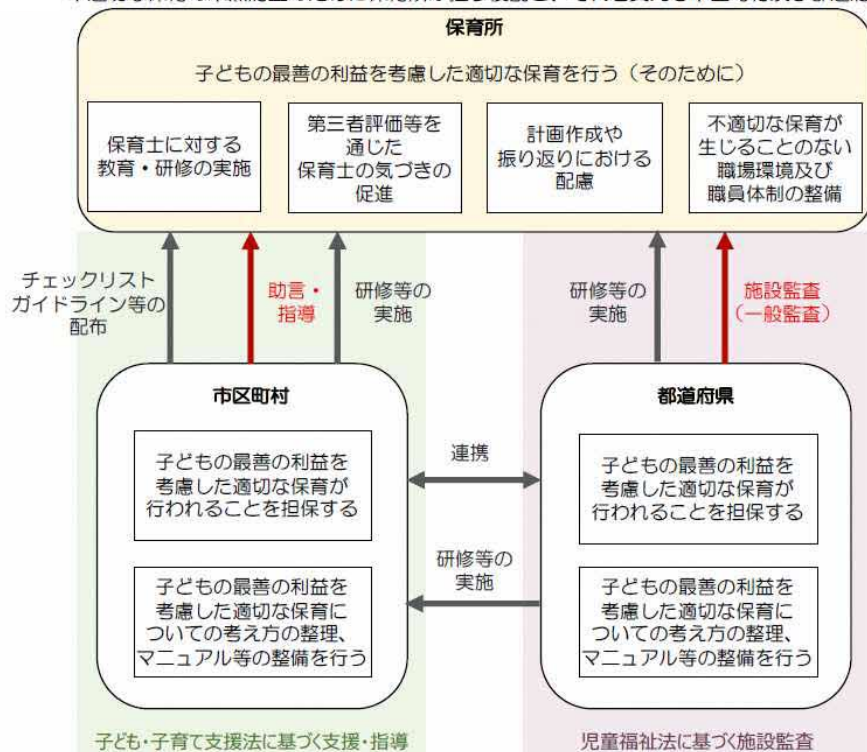 保育所
子どもの最善の利益を考慮した適切な保育を行う（そのために）
保育士に対する
教育・研修の実施
第三者評価等を
通じた
保育士の気づきの
促進
計画作成や
振り返りにおける
配慮
不適切な保育が
生じることのない
職場環境及び
職員体制の整備
チェックリスト
ガイドライン等の
配布
助言・
指導
研修等の
実施
研修等の
実施
施設監査
（一般監査）
市区町村
子どもの最善の利益を
考慮した適切な保育が
行われることを担保する
子どもの最善の利益を
考慮した適切な保育に
ついての考え方の整理、
マニュアル等の整備を行う
連携
研修等の
実施
都道府県
子どもの最善の利益を
考慮した適切な保育が
行われることを担保する
子どもの最善の利益を
考慮した適切な保育に
ついての考え方の整理、
マニュアル等の整備を行う
子ども・子育て支援法に基づく支援・指導
児童福祉法に基づく施設監査